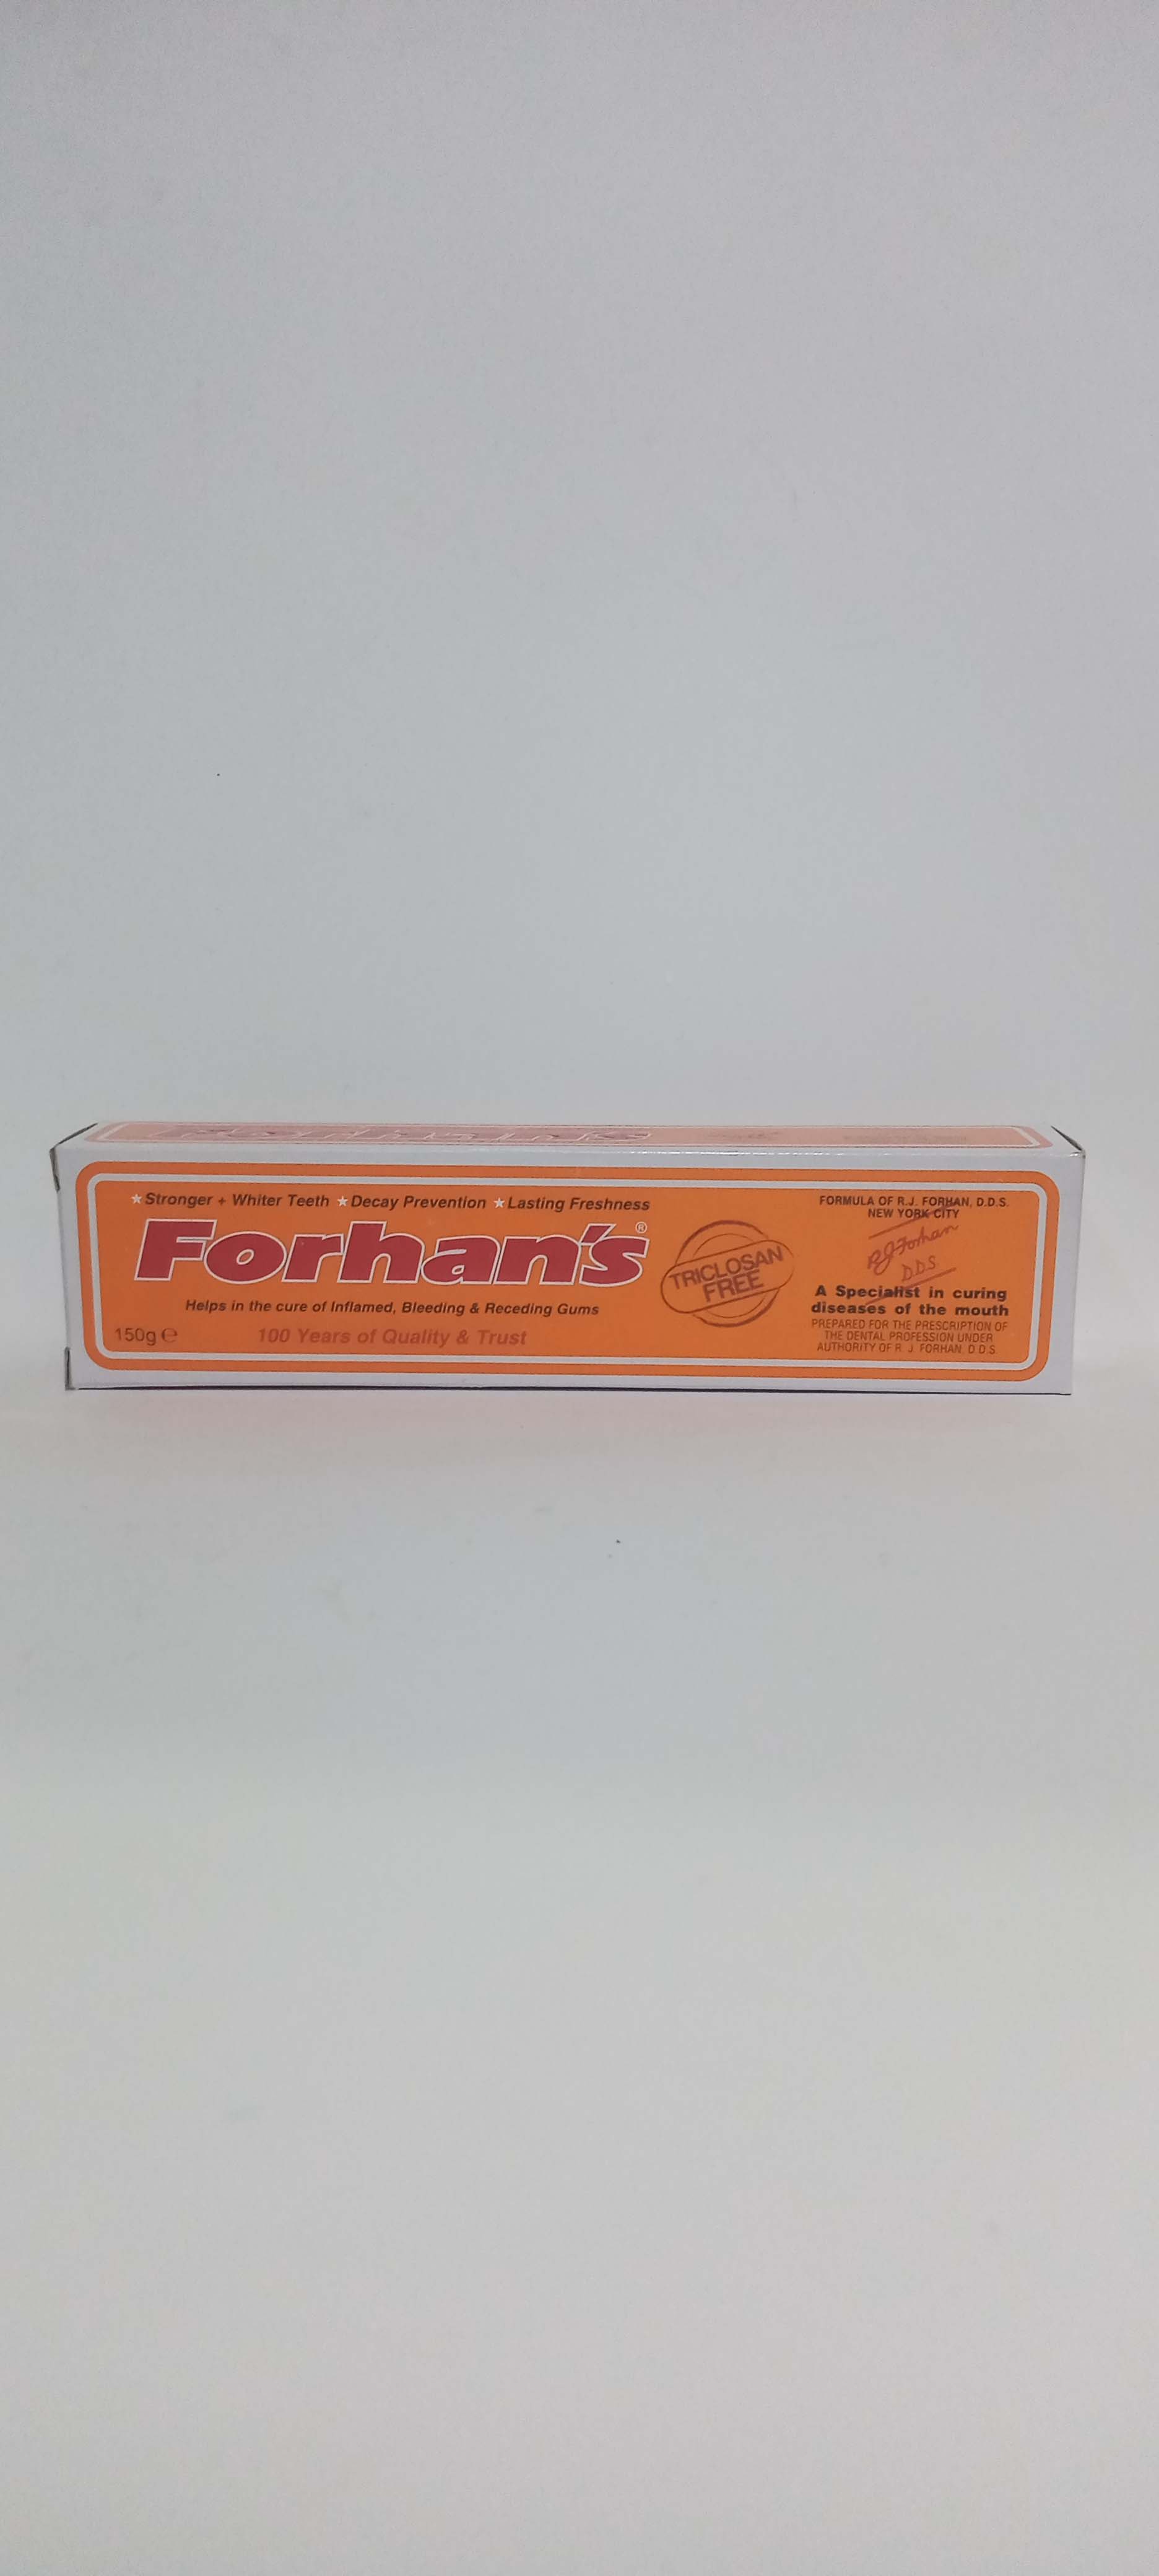 ★Stronger + Whiter Teeth ★Decay Prevention ★Lasting Freshness
Forhan's®
Helps in the cure of Inflamed, Bleeding & Receding Gums
150g ℮
100 Years of Quality & Trust
TRICLOSAN
FREE
FORMULA OF R.J. FORHAN, D.D.S.
NEW YORK CITY
RJForhan
D.D.S
A Specialist in curing
diseases of the mouth
PREPARED FOR THE PRESCRIPTION OF
THE DENTAL PROFESSION UNDER
AUTHORITY OF R. J. FORHAN. D.D.S.